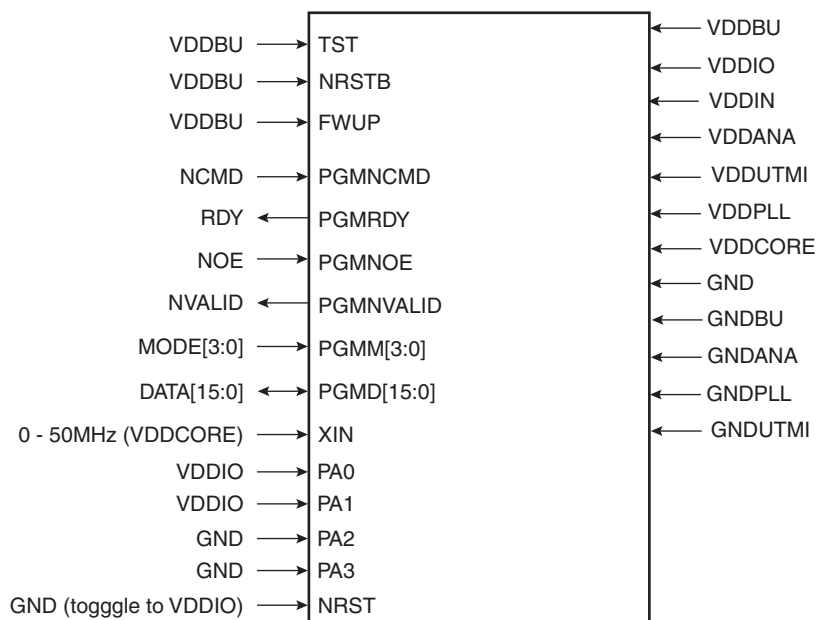 VDDBU TST
VDDBU NRSTB
VDDBU FWUP
NCMD PGMNCMD
RDY PGMRDY
NOE PGMNOE
NVALID PGMNVALID
MODE[3:0] PGMM[3:0]
DATA[15:0] PGMD[15:0]
0 - 50MHz (VDDCORE) XIN
VDDIO PA0
VDDIO PA1
GND PA2
GND PA3
GND (togggle to VDDIO) NRST
VDDBU
VDDIO
VDDIN
VDDANA
VDDUTMI
VDDPLL
VDDCORE
GND
GNDBU
GNDANA
GNDPLL
GNDUTMI